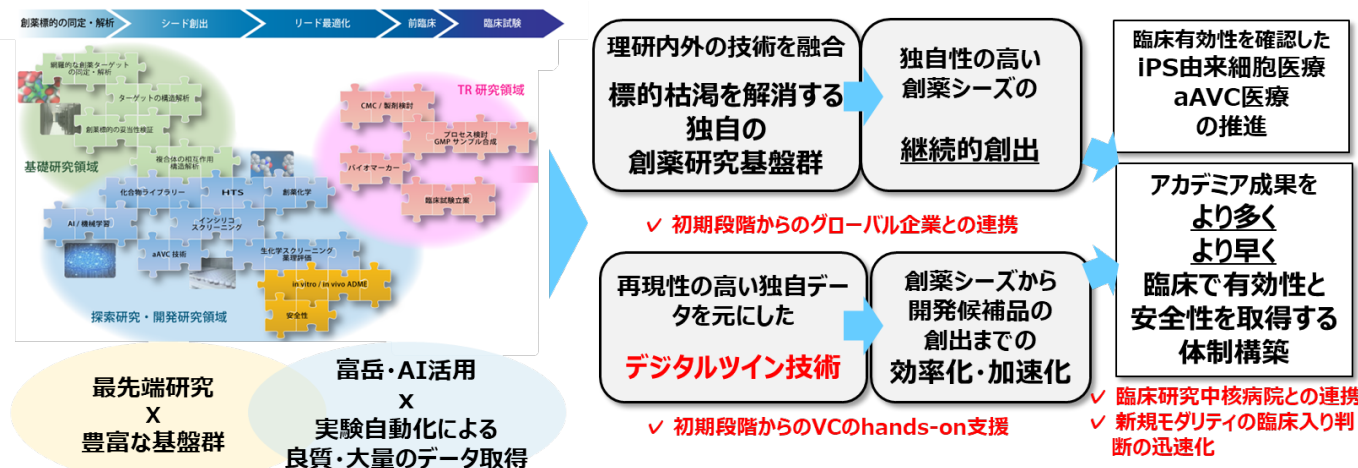 創薬標的の同定・解析
シード創出
リード最適化
前臨床
臨床試験
網羅的な創薬ターゲット
の同定・解析
ターゲットの構造解析
創薬標的の妥当性検証
複合体の相互作用
構造解析
基礎研究領域
TR 研究領域
CMC / 製剤検討
プロセス検討
GMP サンプル合成
バイオマーカー
臨床試験立案
化合物ライブラリー
HTS
創薬化学
AI / 機械学習
インシリコ
スクリーニング
aAVC 技術
生化学スクリーニング
薬理評価
in vitro / in vivo ADME
安全性
探索研究・開発研究領域
最先端研究
X
豊富な基盤群
富岳・AI活用
x
実験自動化による
良質・大量のデータ取得
理研内外の技術を融合
標的枯渇を解消する
独自の
創薬研究基盤群
独自性の高い
創薬シーズの
継続的創出
✓ 初期段階からのグローバル企業との連携
再現性の高い独自デー
タを元にした
デジタルツイン技術
創薬シーズから
開発候補品の
創出までの
効率化・加速化
✓ 初期段階からのVCのhands-on支援
臨床有効性を確認した
iPS由来細胞医療
aAVC医療
の推進
アカデミア成果を
より多く
より早く
臨床で有効性と
安全性を取得する
体制構築
✓ 臨床研究中核病院との連携
✓ 新規モダリティの臨床入り判
断の迅速化